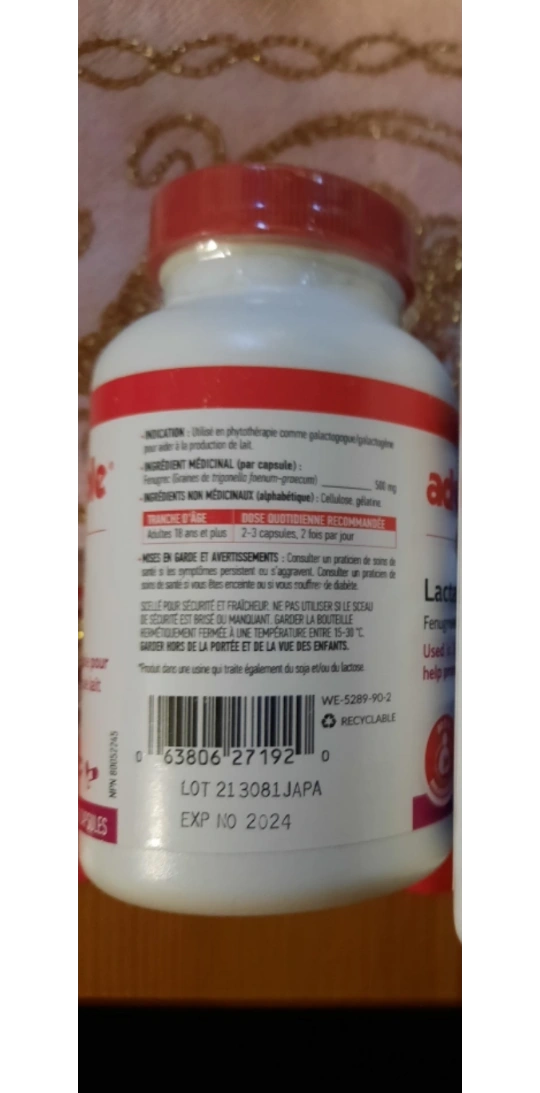 - INDICATION : Utilisé en phytothérapie comme galactogogue/galactogène
pour aider à la production de lait.
- INGRÉDIENT MÉDICINAL (par capsule) :
Fenugrec (Graines de trigonella foenum-graecum) 500 mg
- INGRÉDIENTS NON MÉDICINAUX (alphabétique) : Cellulose, gélatine.
TRANCHE D'ÂGE DOSE QUOTIDIENNE RECOMMANDÉE
Adultes 18 ans et plus 2-3 capsules, 2 fois par jour
- MISES EN GARDE ET AVERTISSEMENTS : Consulter un praticien de soins de
santé si les symptômes persistent ou s'aggravent. Consulter un praticien de
soins de santé si vous êtes enceinte ou si vous souffrez de diabète.
SCELLÉ POUR SÉCURITÉ ET FRAÎCHEUR. NE PAS UTILISER SI LE SCEAU
DE SÉCURITÉ EST BRISÉ OU MANQUANT. GARDER LA BOUTEILLE
HERMÉTIQUEMENT FERMÉE À UNE TEMPÉRATURE ENTRE 15-30 °C.
GARDER HORS DE LA PORTÉE ET DE LA VUE DES ENFANTS.
*Produit dans une usine qui traite également du soja et/ou du lactose.
WE-5289-90-2
RECYCLABLE
0 63806 27192 0
NPN 80052245
LOT 213081JAPA
EXP NO 2024
le
pour
lait
ad
Lact
Used
help